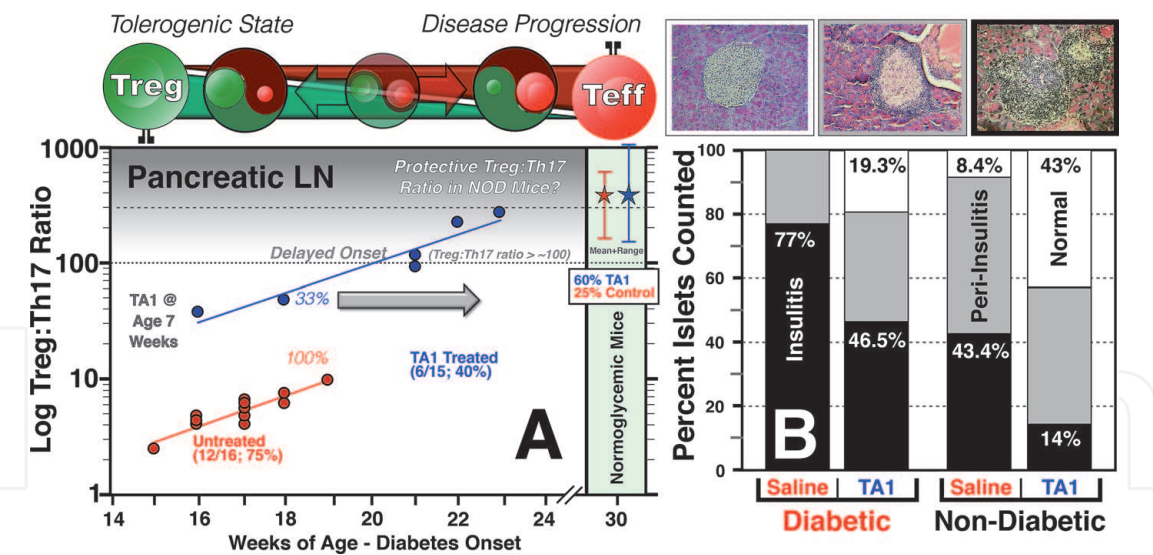 Tolerogenic State
Disease Progression
Treg
Teff
Log Treg:Th17 Ratio
1000
100
10
1
Pancreatic LN
Protective Treg:Th17
Ratio in NOD Mice?
Delayed Onset
(Treg:Th17 ratio > ~100)
TA1 @
Age 7
Weeks
33%
100%
TA1 Treated
(6/15; 40%)
Untreated
(12/16; 75%)
A
Mean+Range
60% TA1
25% Control
Normoglycemic Mice
14
16
18
20
22
24
30
Weeks of Age - Diabetes Onset
Percent Islets Counted
100
80
60
40
20
0
77%
Insulitis
B
19.3%
46.5%
8.4%
Peri-Insulitis
43.4%
43%
Normal
14%
Saline
TA1
Saline
TA1
Diabetic
Non-Diabetic